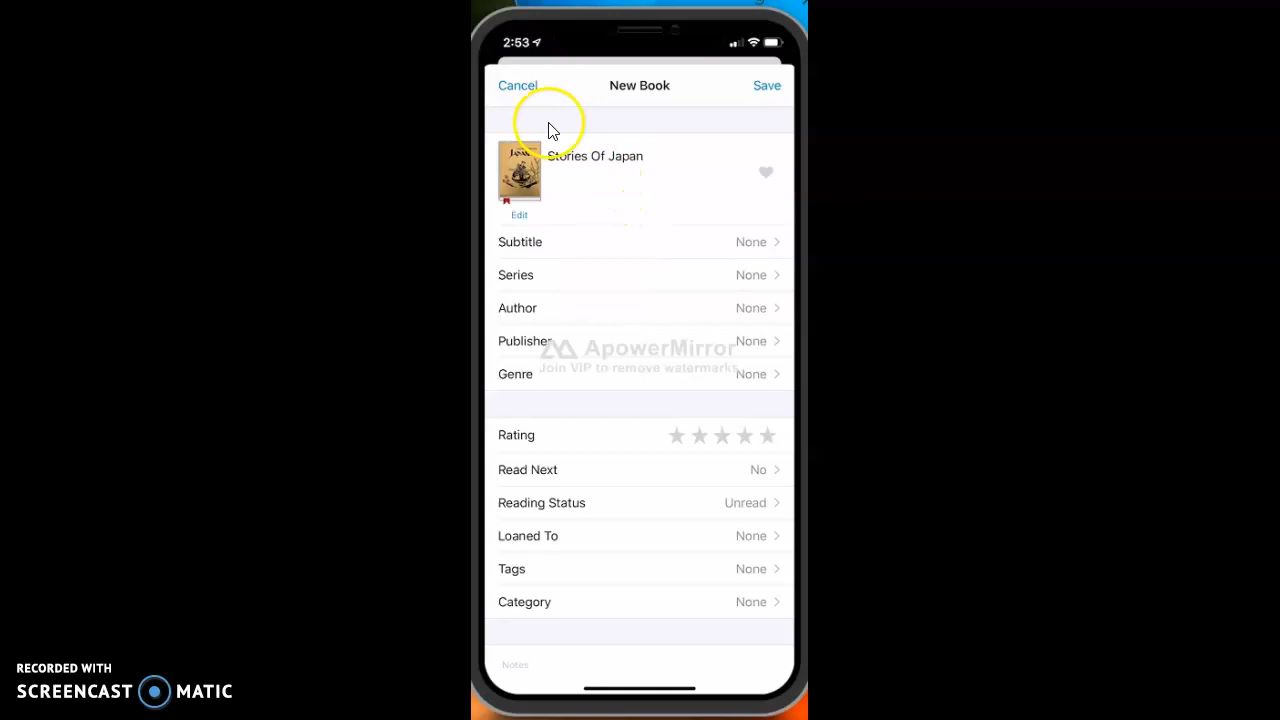 2:53
Cancel New Book Save
JAPAN
Stories Of Japan
Edit
Subtitle None
Series None
Author None
Publisher None
ApowerMirror
Join VIP to remove watermarks
Genre None
Rating
Read Next No
Reading Status Unread
Loaned To None
Tags None
Category None
Notes
RECORDED WITH
SCREENCAST MATIC